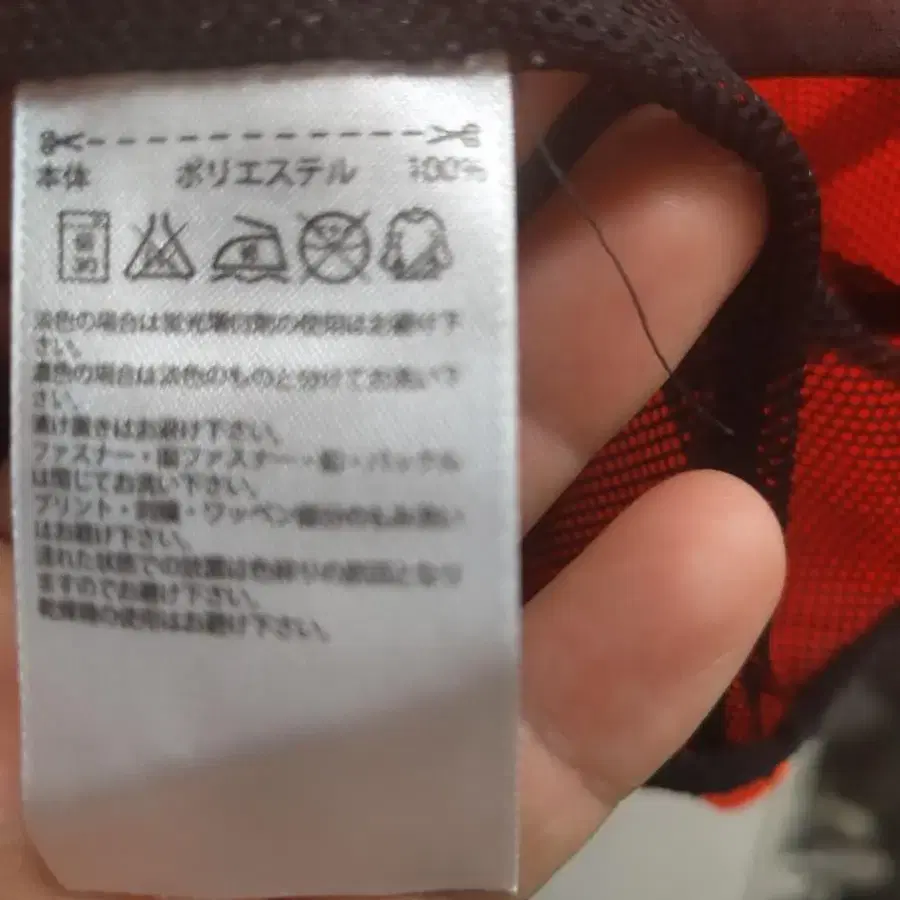 本体 ポリエステル 100%
淡色の場合は蛍光増白剤の使用はお避け下
さい。
濃色の場合は淡色のものと分けてお洗い下
さい。
漬け置きはお避け下さい。
ファスナー・面ファスナー・釦・バックル
は閉じてお洗い下さい。
プリント・刺繍・ワッペン部分のもみ洗い
はお避け下さい。
濡れた状態での放置は色移りの原因となり
ますのでお避け下さい。
乾燥機の使用はお避け下さい。